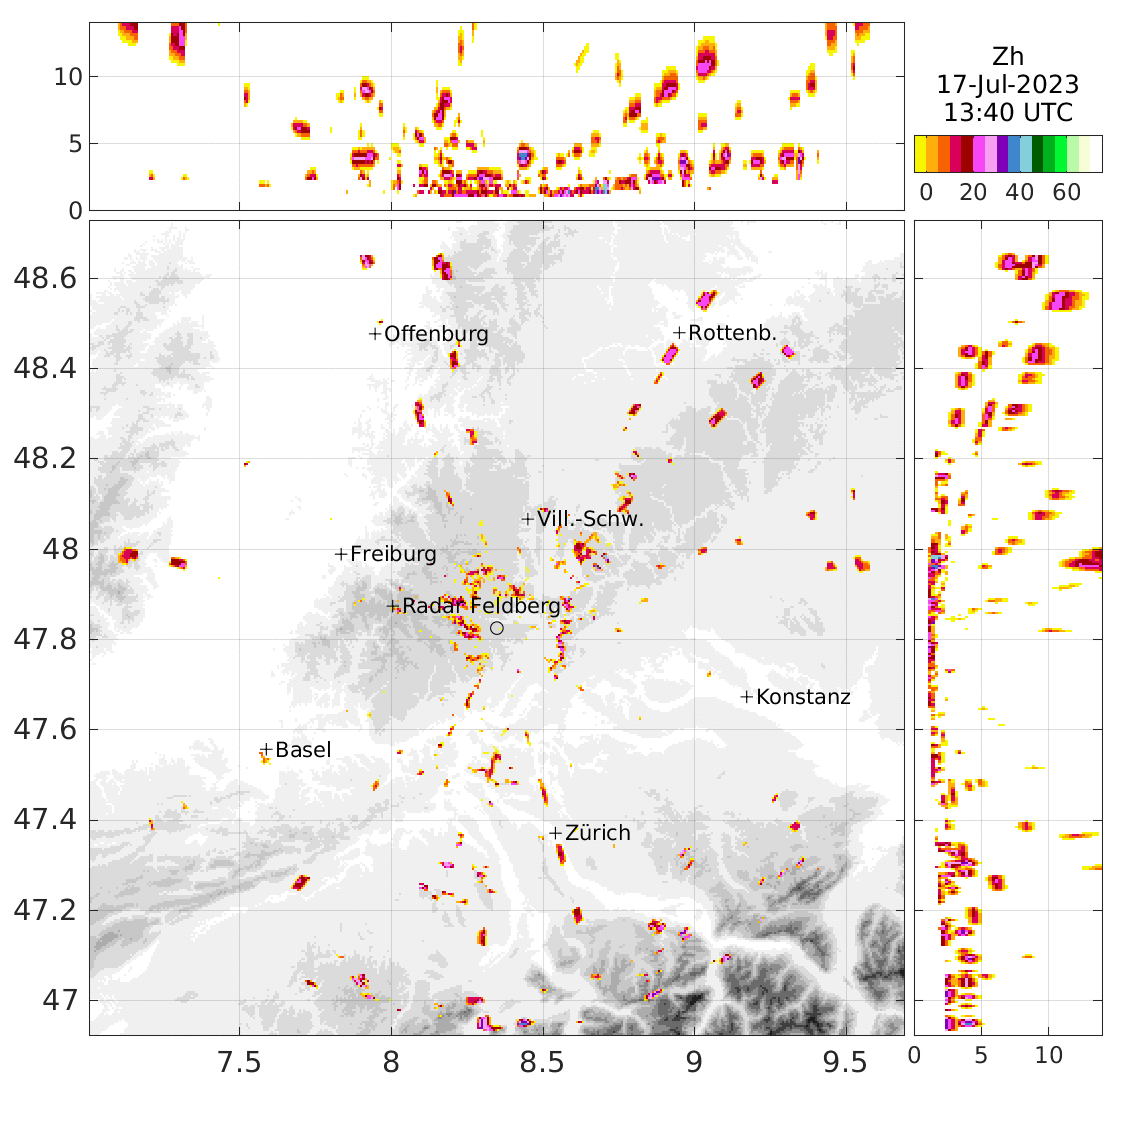 Zh
17-Jul-2023
13:40 UTC
0 20 40 60
10
5
0
48.6
48.4
48.2
48
47.8
47.6
47.4
47.2
47
+Offenburg
+Rottenb.
+Vill.-Schw.
+Freiburg
+Radar Feldberg
+Konstanz
+Basel
+Zürich
7.5 8 8.5 9 9.5
0 5 10